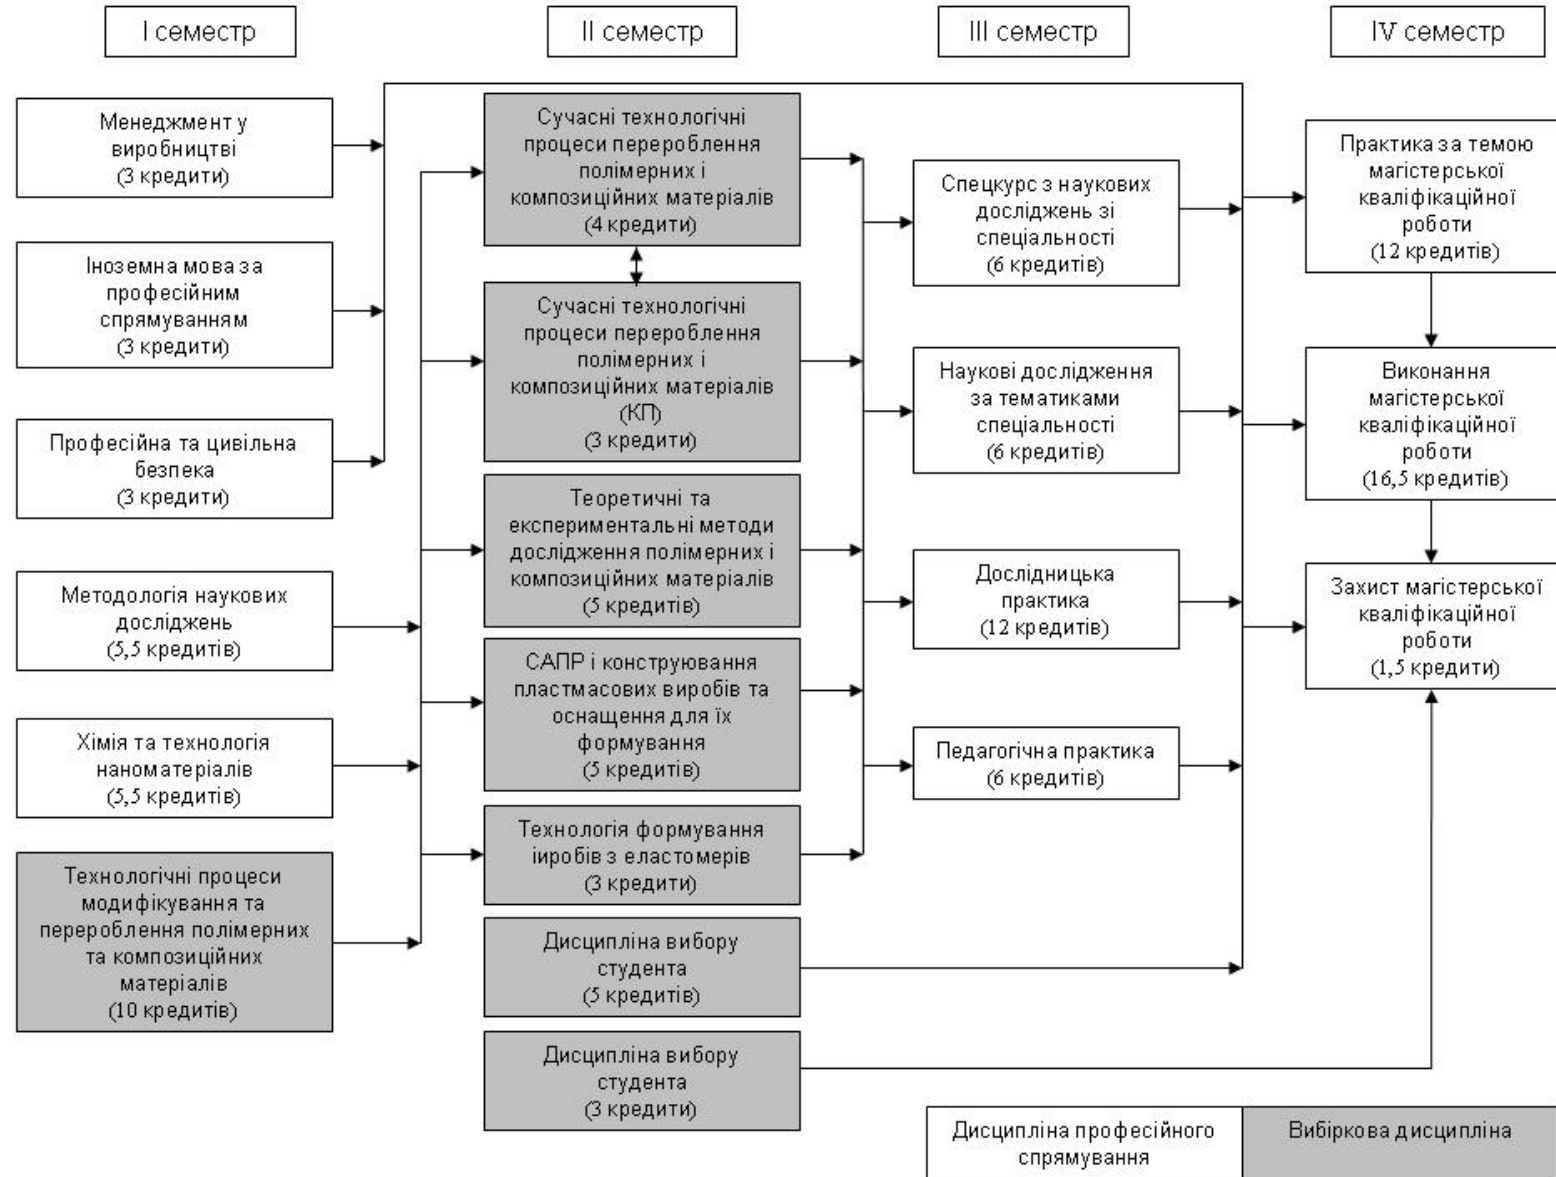 I семестр
II семестр
III семестр
IV семестр
Менеджмент у
виробництві
(3 кредити)
Іноземна мова за
професійним
спрямуванням
(3 кредити)
Професійна та цивільна
безпека
(3 кредити)
Методологія наукових
досліджень
(5,5 кредитів)
Хімія та технологія
наноматеріалів
(5,5 кредитів)
Технологічні процеси
модифікування та
перероблення полімерних
та композиційних
матеріалів
(10 кредитів)
Сучасні технологічні
процеси перероблення
полімерних і
композиційних матеріалів
(4 кредити)
Сучасні технологічні
процеси перероблення
полімерних і
композиційних матеріалів
(КП)
(3 кредити)
Теоретичні та
експериментальні методи
дослідження полімерних і
композиційних матеріалів
(5 кредитів)
САПР і конструювання
пластмасових виробів та
оснащення для їх
формування
(5 кредитів)
Технологія формування
іиробів з еластомерів
(3 кредити)
Дисципліна вибору
студента
(5 кредитів)
Дисципліна вибору
студента
(3 кредити)
Спецкурс з наукових
досліджень зі
спеціальності
(6 кредитів)
Наукові дослідження
за тематиками
спеціальності
(6 кредитів)
Дослідницька
практика
(12 кредитів)
Педагогічна практика
(6 кредитів)
Практика за темою
магістерської
кваліфікаційної
роботи
(12 кредитів)
Виконання
магістерської
кваліфікаційної
роботи
(16,5 кредитів)
Захист магістерської
кваліфікаційної
роботи
(1,5 кредити)
Дисципліна професійного
спрямування
Вибіркова дисципліна